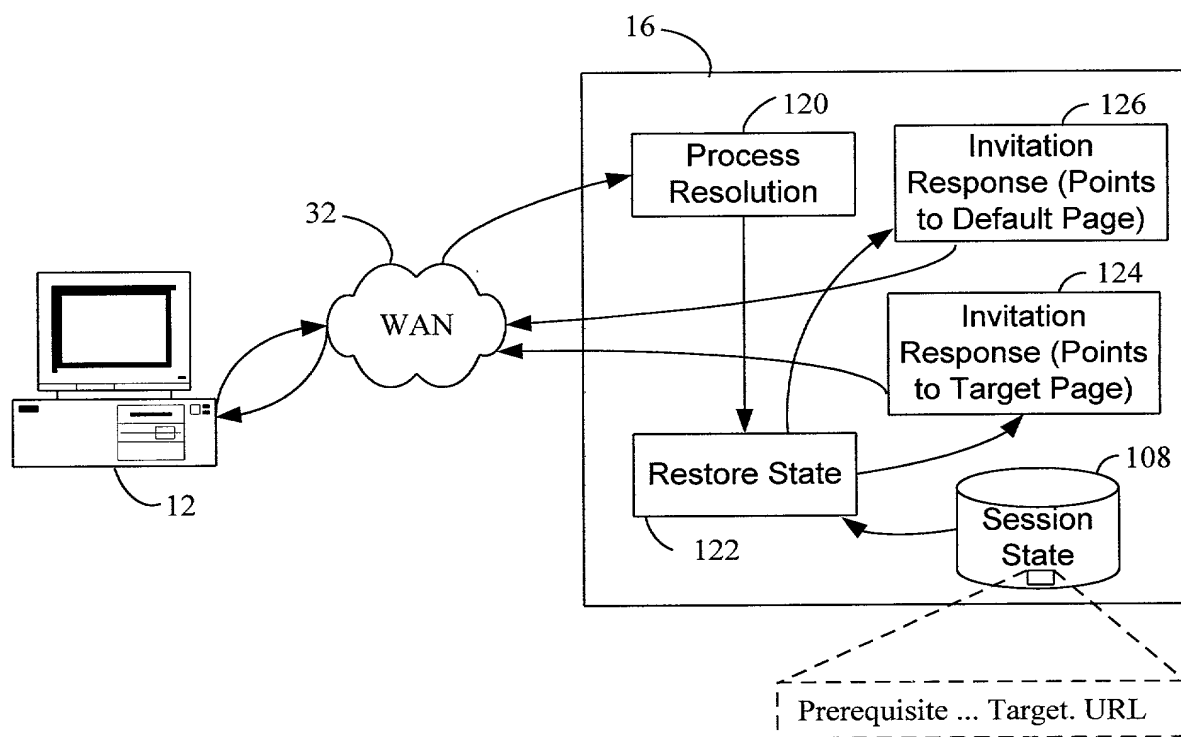 16
120
126
Process
Resolution
Invitation
Response (Points
to Default Page)
32
WAN
124
Invitation
Response (Points
to Target Page)
12
Restore State
122
108
Session
State
Prerequisite ... Target. URL